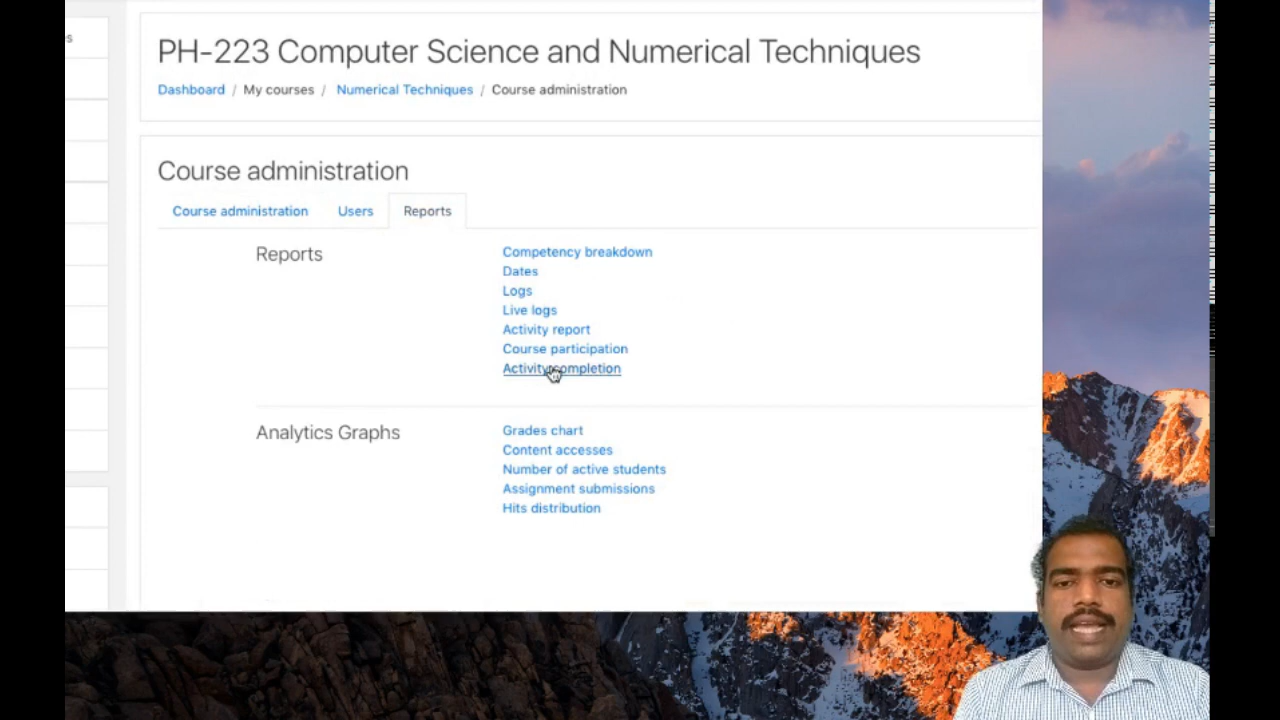 s
PH-223 Computer Science and Numerical Techniques
Dashboard / My courses / Numerical Techniques / Course administration
Course administration
Course administration Users Reports
Reports
Competency breakdown
Dates
Logs
Live logs
Activity report
Course participation
Activity completion
Analytics Graphs
Grades chart
Content accesses
Number of active students
Assignment submissions
Hits distribution